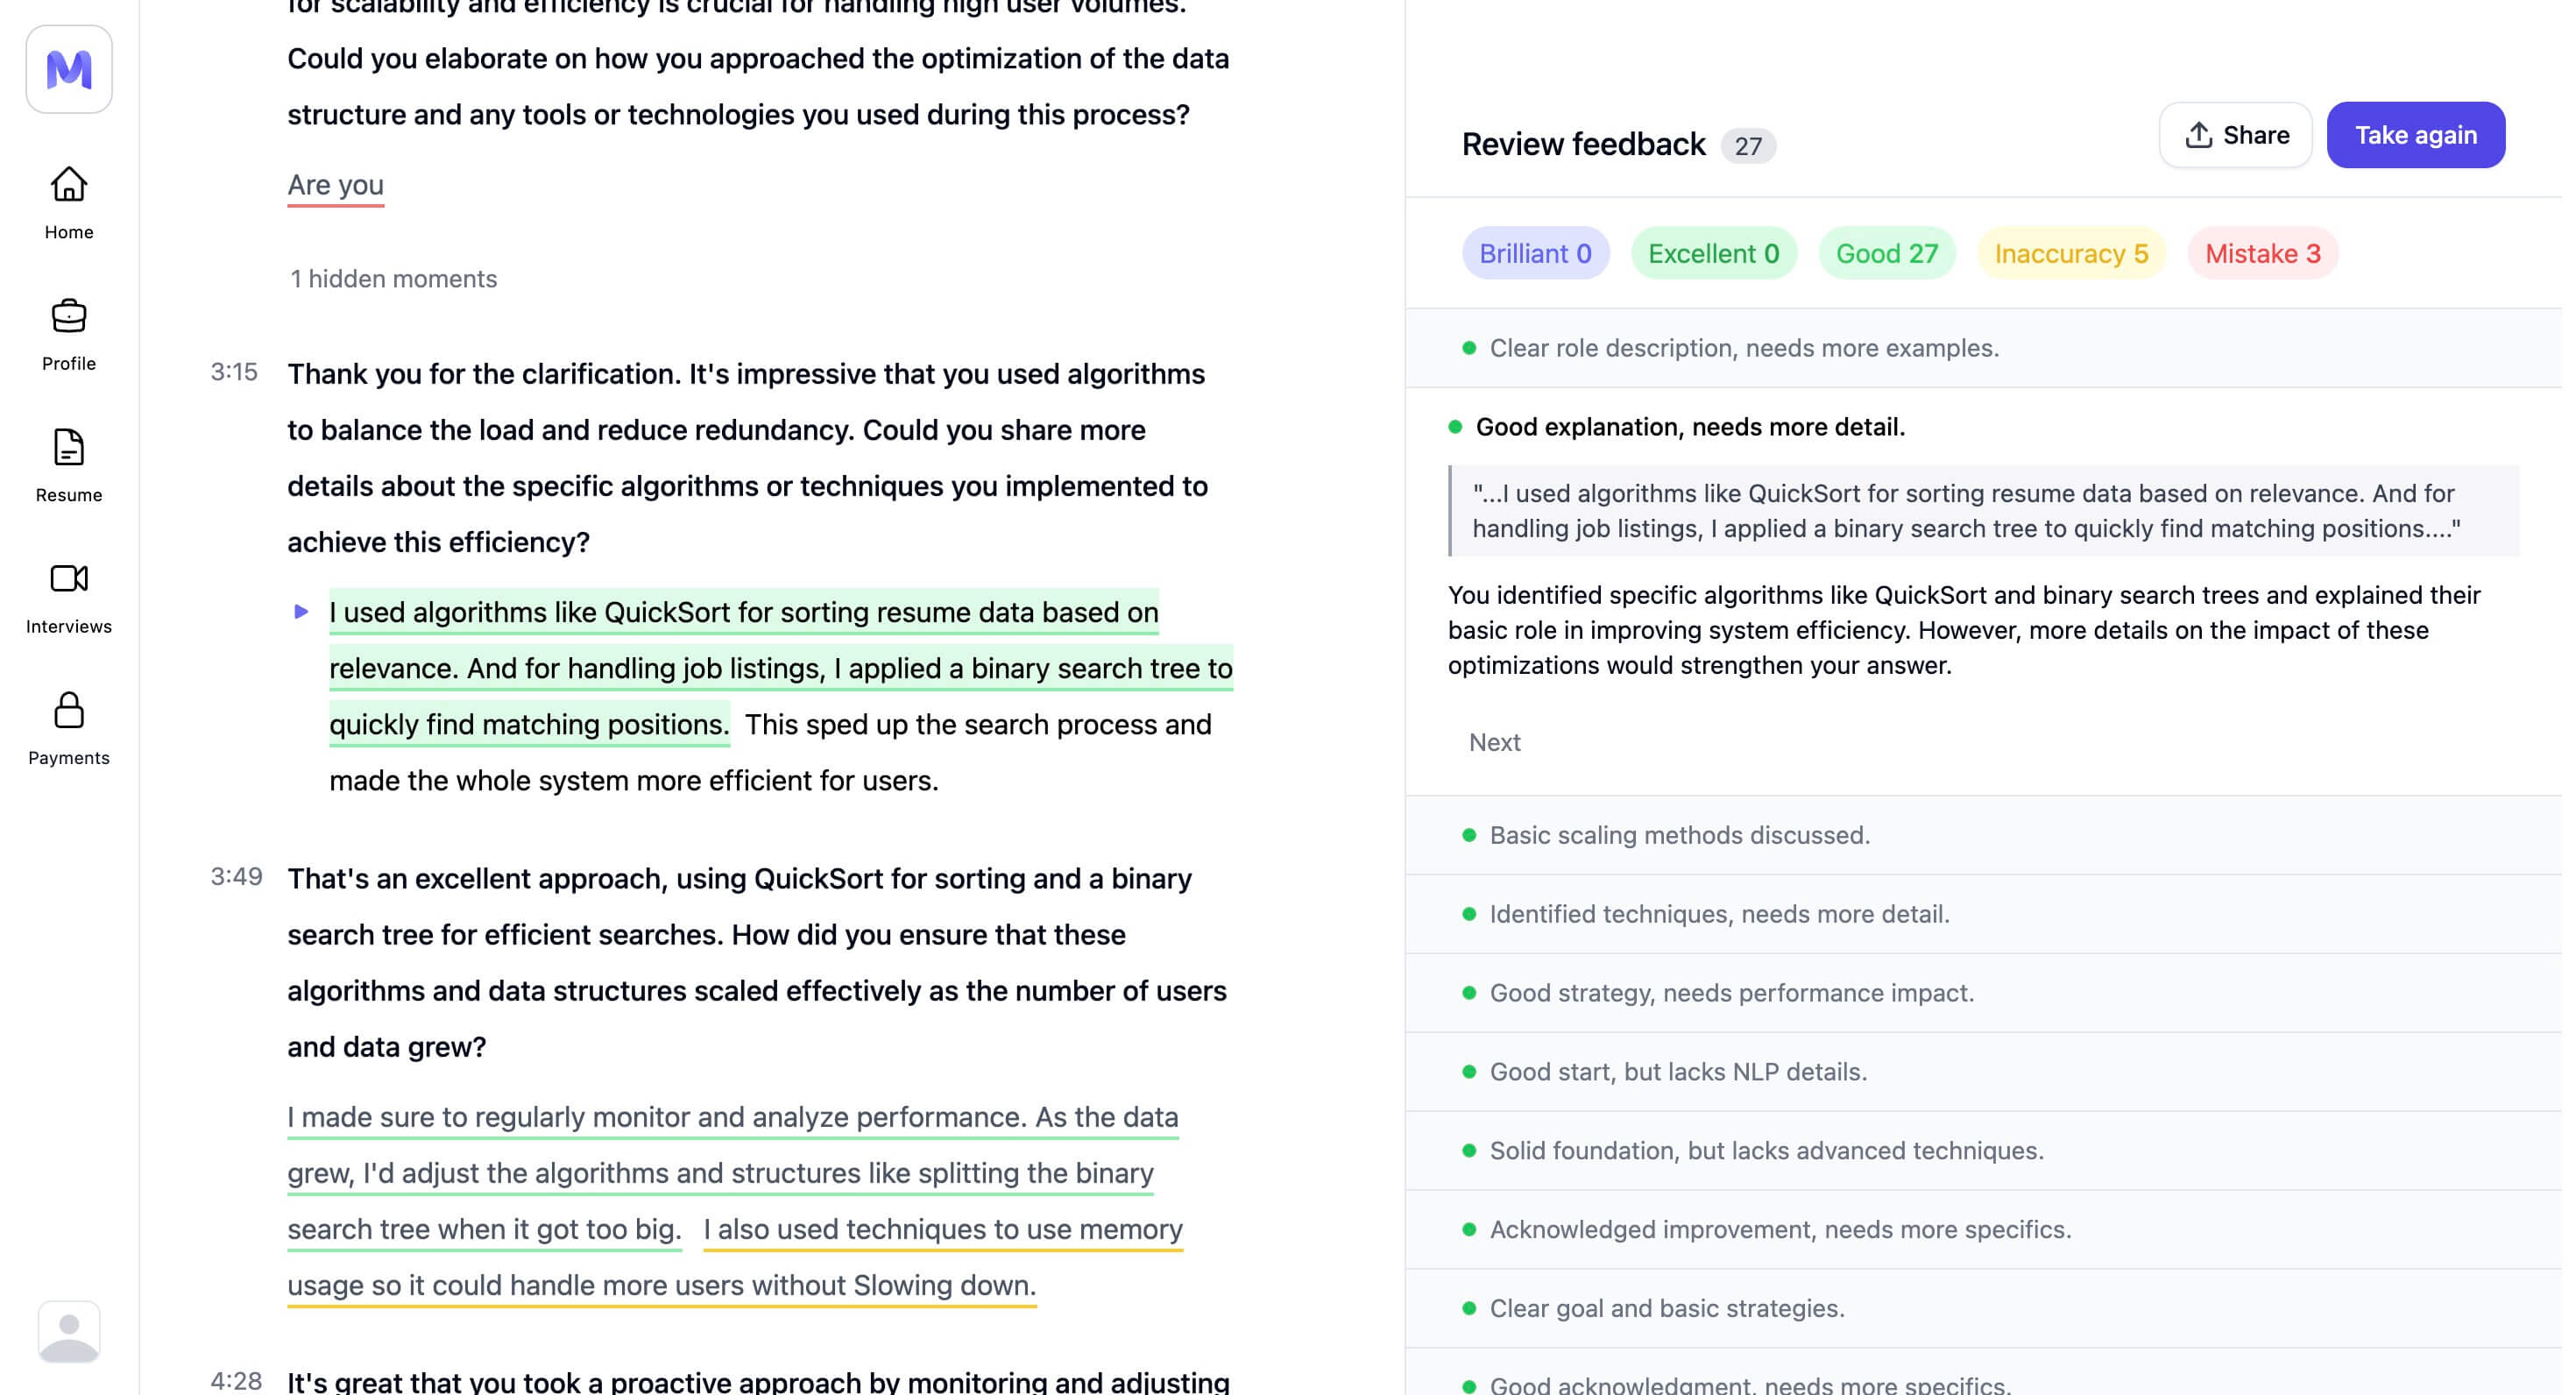 for scalability and efficiency is crucial for handling high user volumes.
Could you elaborate on how you approached the optimization of the data
structure and any tools or technologies you used during this process?
Are you
1 hidden moments
3:15
Thank you for the clarification. It's impressive that you used algorithms
to balance the load and reduce redundancy. Could you share more
details about the specific algorithms or techniques you implemented to
achieve this efficiency?
I used algorithms like QuickSort for sorting resume data based on
relevance. And for handling job listings, I applied a binary search tree to
quickly find matching positions. This sped up the search process and
made the whole system more efficient for users.
3:49
That's an excellent approach, using QuickSort for sorting and a binary
search tree for efficient searches. How did you ensure that these
algorithms and data structures scaled effectively as the number of users
and data grew?
I made sure to regularly monitor and analyze performance. As the data
grew, I'd adjust the algorithms and structures like splitting the binary
search tree when it got too big. I also used techniques to use memory
usage so it could handle more users without Slowing down.
4:28
It's great that you took a proactive approach by monitoring and adjusting
M
Home
Profile
Resume
Interviews
Payments
Review feedback 27
Share
Take again
Brilliant 0
Excellent 0
Good 27
Inaccuracy 5
Mistake 3
Clear role description, needs more examples.
Good explanation, needs more detail.
"...I used algorithms like QuickSort for sorting resume data based on relevance. And for
handling job listings, I applied a binary search tree to quickly find matching positions...."
You identified specific algorithms like QuickSort and binary search trees and explained their
basic role in improving system efficiency. However, more details on the impact of these
optimizations would strengthen your answer.
Next
Basic scaling methods discussed.
Identified techniques, needs more detail.
Good strategy, needs performance impact.
Good start, but lacks NLP details.
Solid foundation, but lacks advanced techniques.
Acknowledged improvement, needs more specifics.
Clear goal and basic strategies.
Good acknowledgment, needs more specifics.